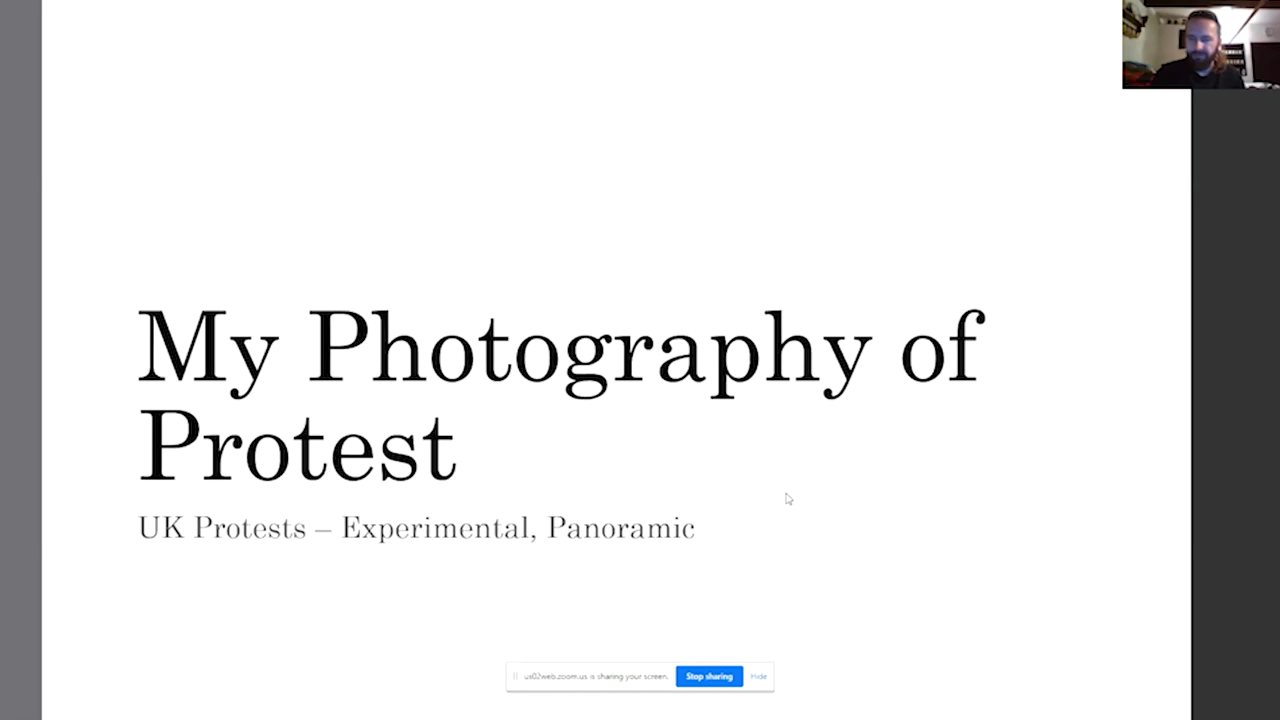 My Photography of
Protest
UK Protests – Experimental, Panoramic
us02web.zoom.us is sharing your screen.
Stop sharing
Hide